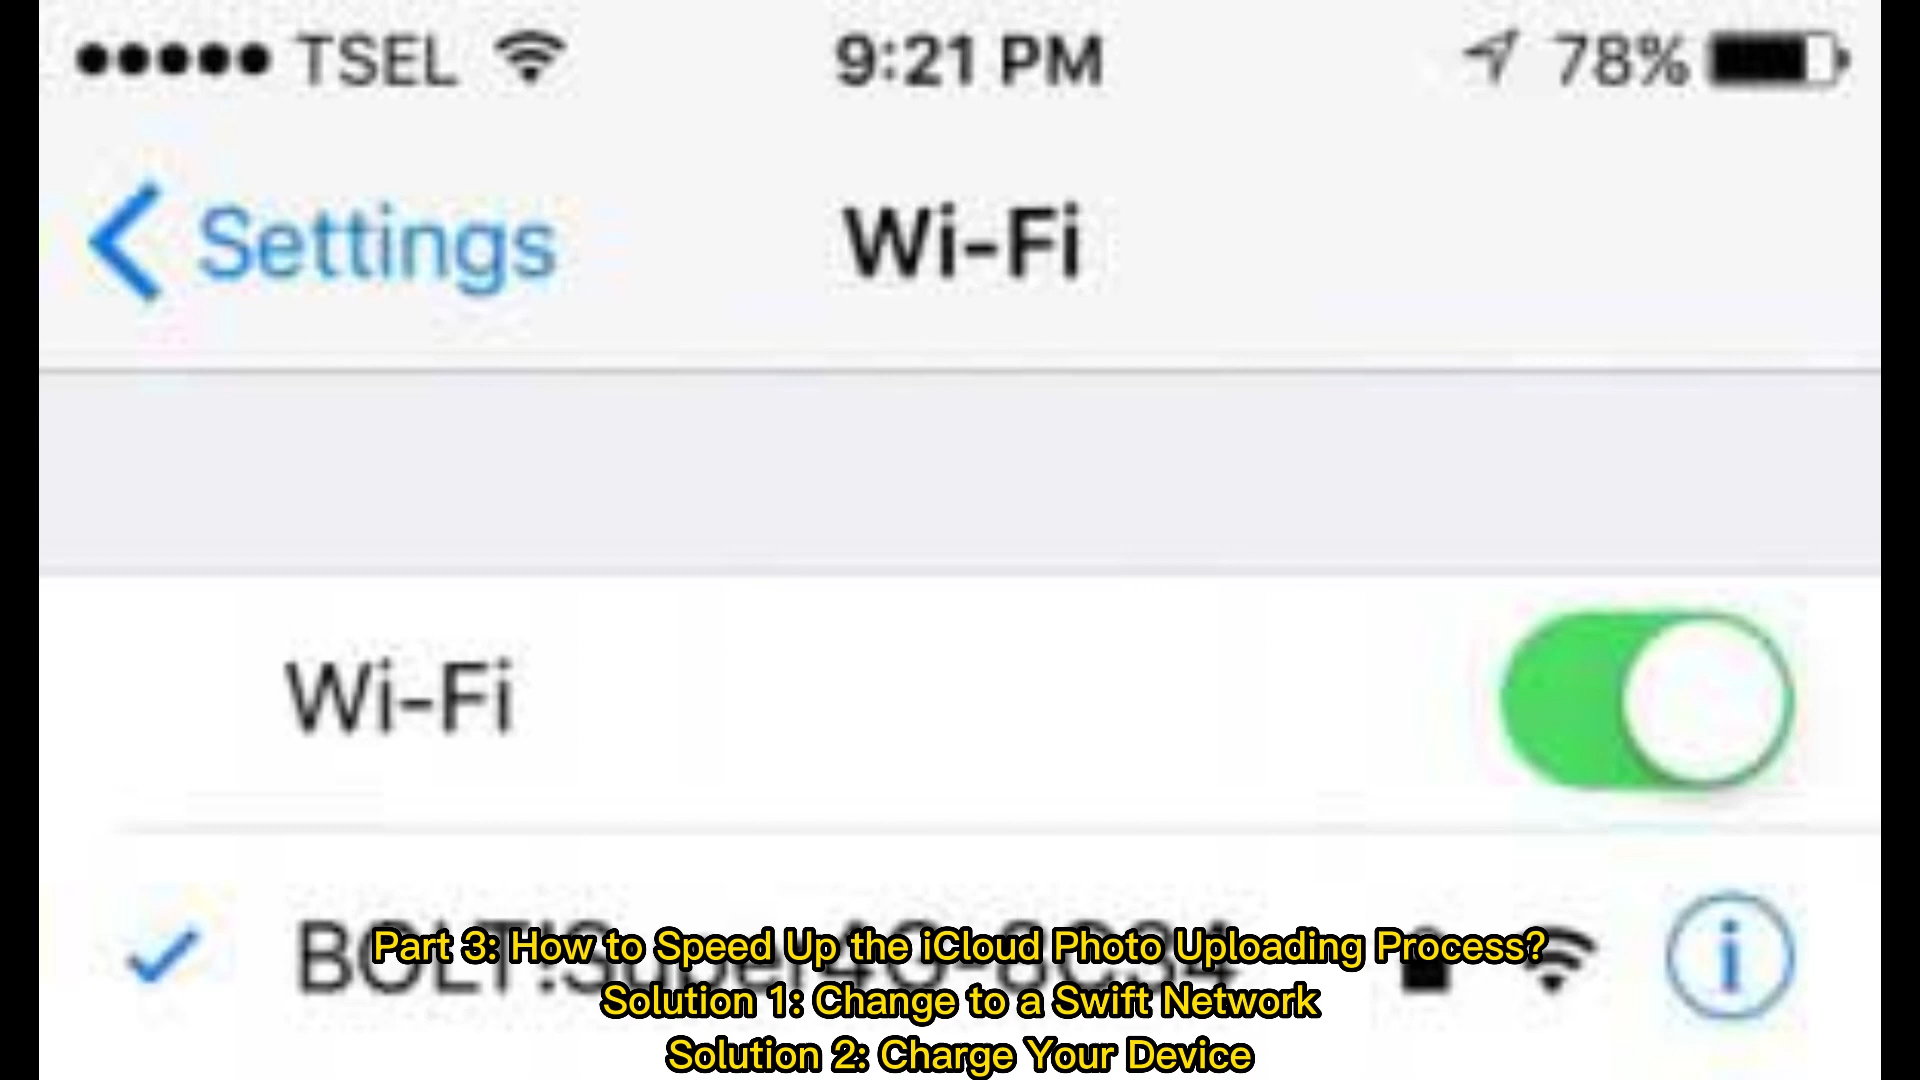 TSEL 9:21 PM 78%
Settings Wi-Fi
Wi-Fi
Part 3: How to Speed Up the iCloud Photo Uploading Process?
Solution 1: Change to a Swift Network
Solution 2: Charge Your Device